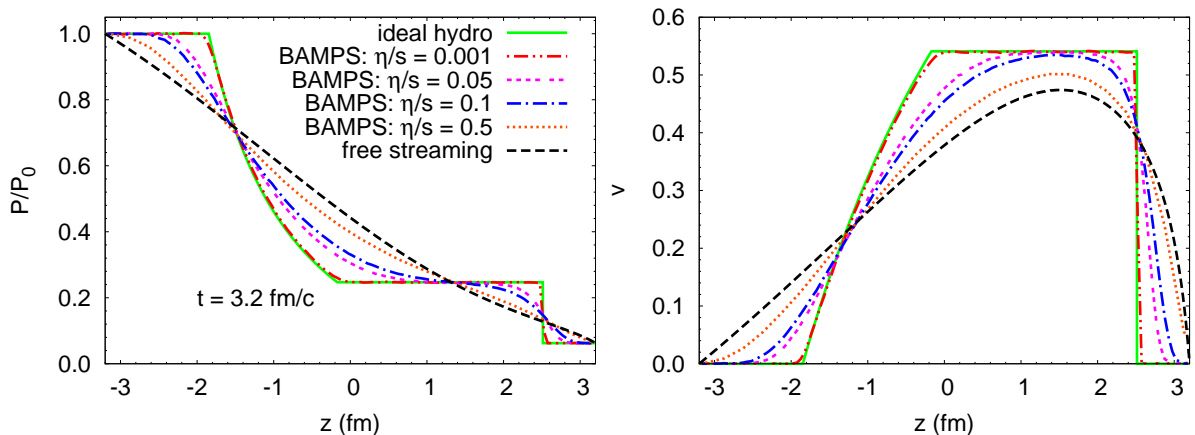 ideal hydro
BAMPS: η/s = 0.001
BAMPS: η/s = 0.05
BAMPS: η/s = 0.1
BAMPS: η/s = 0.5
free streaming
t = 3.2 fm/c
P/P0
1.0
0.8
0.6
0.4
0.2
0.0
-3 -2 -1 0 1 2 3
z (fm)
v
0.6
0.5
0.4
0.3
0.2
0.1
0.0
-3 -2 -1 0 1 2 3
z (fm)